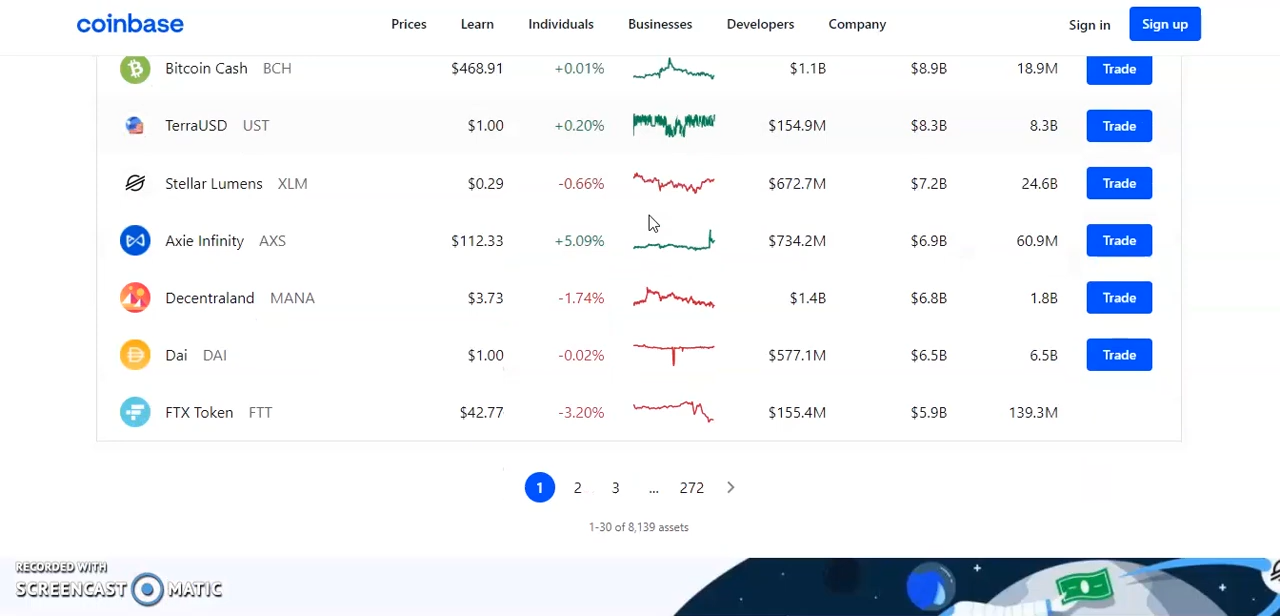 coinbase Prices Learn Individuals Businesses Developers Company Sign in Sign up
Bitcoin Cash BCH $468.91 +0.01% $1.1B $8.9B 18.9M Trade
TerraUSD UST $1.00 +0.20% $154.9M $8.3B 8.3B Trade
Stellar Lumens XLM $0.29 -0.66% $672.7M $7.2B 24.6B Trade
Axie Infinity AXS $112.33 +5.09% $734.2M $6.9B 60.9M Trade
Decentraland MANA $3.73 -1.74% $1.4B $6.8B 1.8B Trade
Dai DAI $1.00 -0.02% $577.1M $6.5B 6.5B Trade
FTX Token FTT $42.77 -3.20% $155.4M $5.9B 139.3M
1 2 3 ... 272
1-30 of 8,139 assets
RECORDED WITH
SCREENCAST MATIC